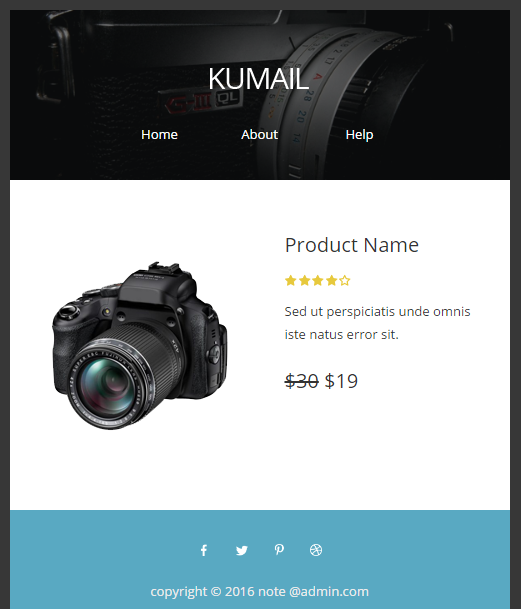 KUMAIL
QL
Home About Help
Product Name
Sed ut perspiciatis unde omnis
iste natus error sit.
$30 $19
copyright © 2016 note @admin.com